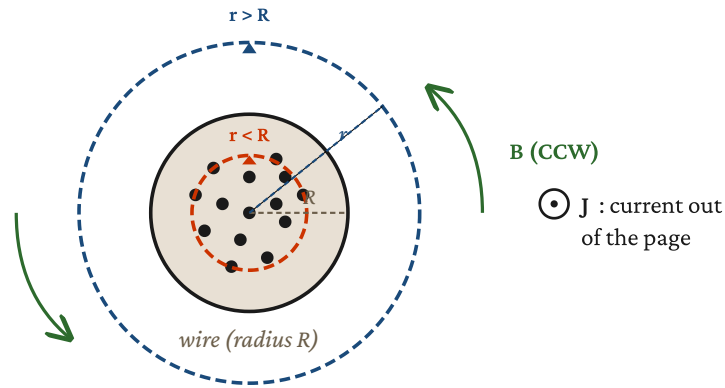 r > R
r < R
r
R
B (CCW)
J : current out
of the page
wire (radius R)